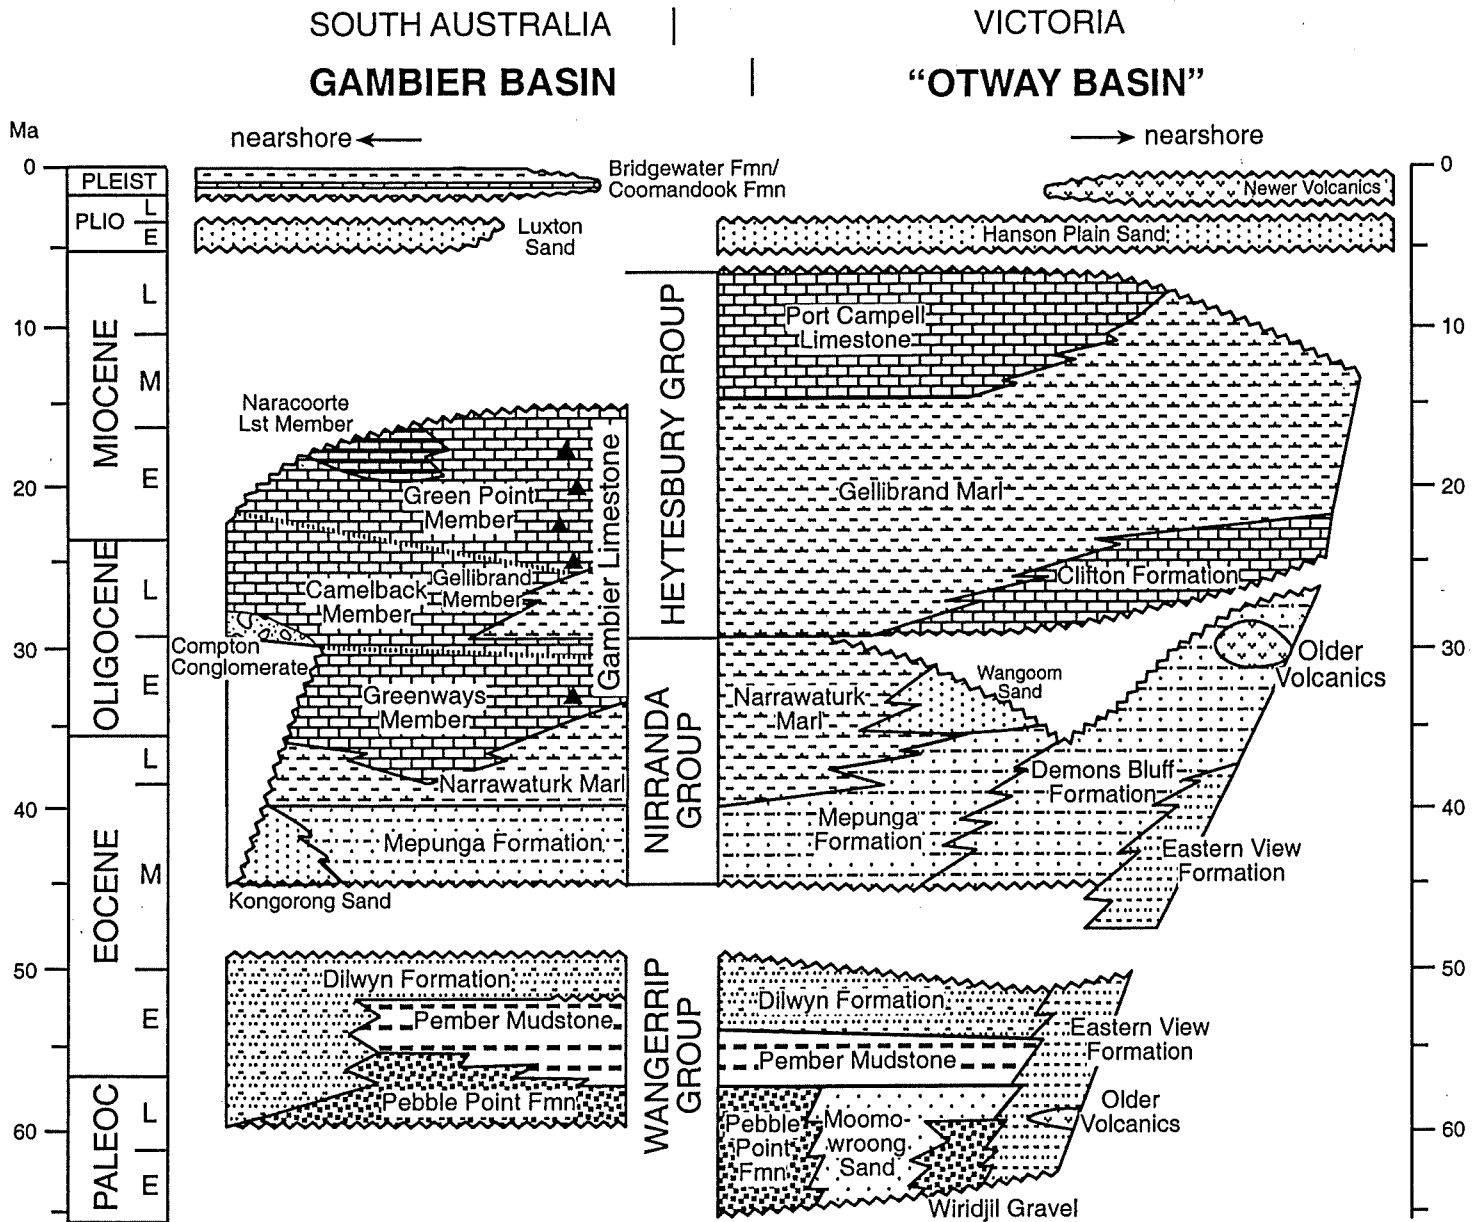 SOUTH AUSTRALIA | VICTORIA
GAMBIER BASIN | “OTWAY BASIN”
Ma
nearshore
nearshore
0
PLEIST
Bridgewater Fmn/
Coomandook Fmn
Newer Volcanics
0
PLIO
L
E
Luxton
Sand
Hanson Plain Sand
MIOCENE
L
M
E
10
20
Naracoorte
Lst Member
Green Point
Member
Gambier Limestone
HEYTESBURY GROUP
Port Campell
Limestone
10
Gellibrand Marl
20
OLIGOCENE
L
E
30
Camelback
Member
Gellibrand
Member
Clifton Formation
Compton
Conglomerate
Greenways
Member
NIRRANDA
GROUP
Narrawaturk
Marl
Wangoom
Sand
Older
Volcanics
30
EOCENE
L
M
E
40
50
Narrawaturk Marl
Mepunga Formation
Kongorong Sand
Mepunga
Formation
Demons Bluff
Formation
Eastern View
Formation
40
Dilwyn Formation
Pember Mudstone
Pebble Point Fmn
WANGERRIP
GROUP
Dilwyn Formation
Pember Mudstone
Eastern View
Formation
50
PALEOC
L
E
60
Pebble
Point
Fmn
Moomo-
wroong
Sand
Older
Volcanics
Wiridjil Gravel
60